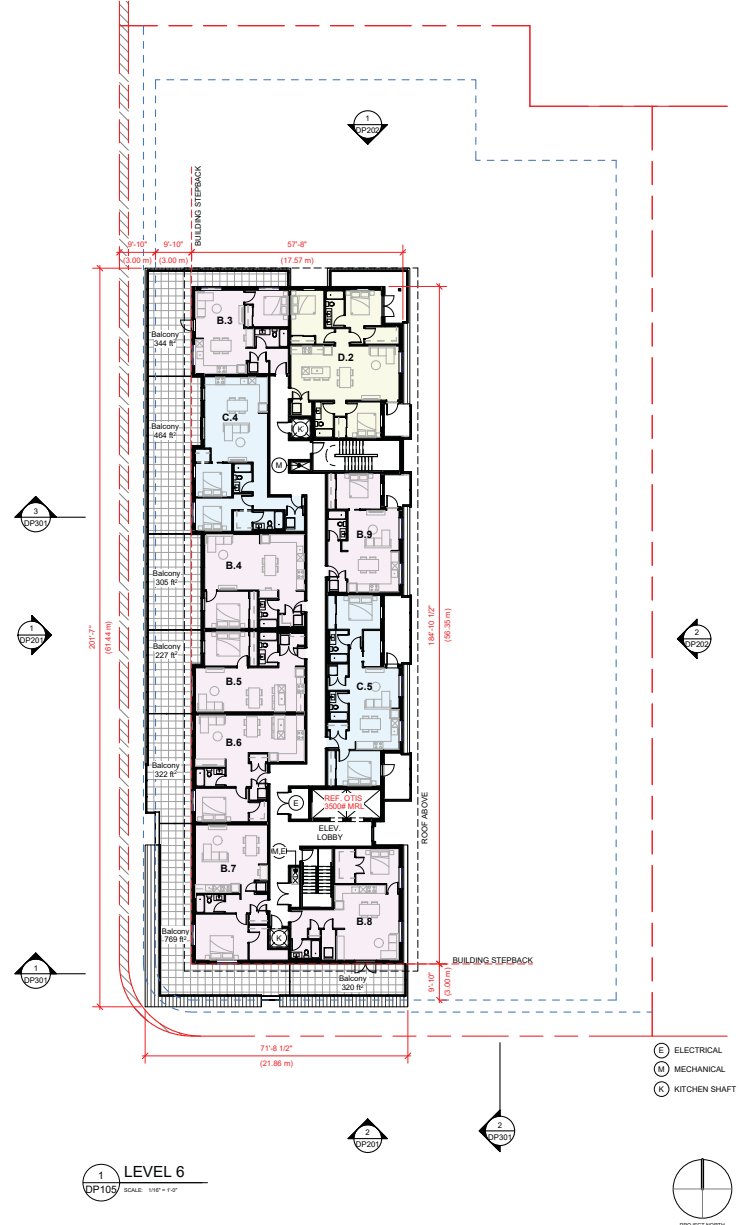 1
DP202
BUILDING STEPBACK
9'-10"
(3.00 m)
9'-10"
(3.00 m)
57'-8"
(17.57 m)
B.3
Balcony
344 ft²
D.2
C.4
Balcony
464 ft²
K
M
3
DP301
B.9
B.4
Balcony
305 ft²
1
DP201
201'-7"
(61.44 m)
184'-10 1/2"
(56.35 m)
2
DP202
Balcony
227 ft²
B.5
C.5
B.6
Balcony
322 ft²
E
REF. OTIS
3500# MRL
ELEV.
LOBBY
ROOF ABOVE
M,E
B.7
B.8
Balcony
769 ft²
K
1
DP301
BUILDING STEPBACK
9'-10"
(3.00 m)
Balcony
320 ft²
71'-8 1/2"
(21.86 m)
E ELECTRICAL
M MECHANICAL
K KITCHEN SHAFT
2
DP201
2
DP301
1
DP105
LEVEL 6
SCALE: 1/16" = 1'-0"
PROJECT NORTH